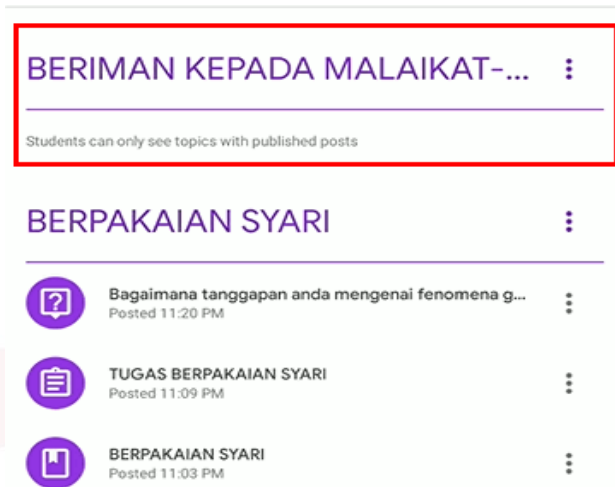 BERIMAN KEPADA MALAIKAT-...
Students can only see topics with published posts
BERPAKAIAN SYARI
Bagaimana tanggapan anda mengenai fenomena g...
Posted 11:20 PM
TUGAS BERPAKAIAN SYARI
Posted 11:09 PM
BERPAKAIAN SYARI
Posted 11:03 PM